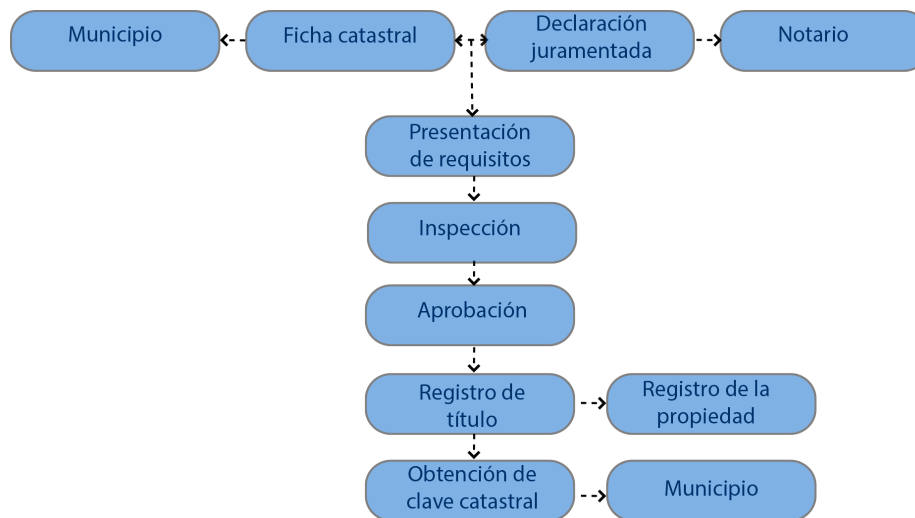 Municipio
Ficha catastral
Declaración
juramentada
Notario
Presentación
de requisitos
Inspección
Aprobación
Registro de
título
Registro de la
propiedad
Obtención de
clave catastral
Municipio